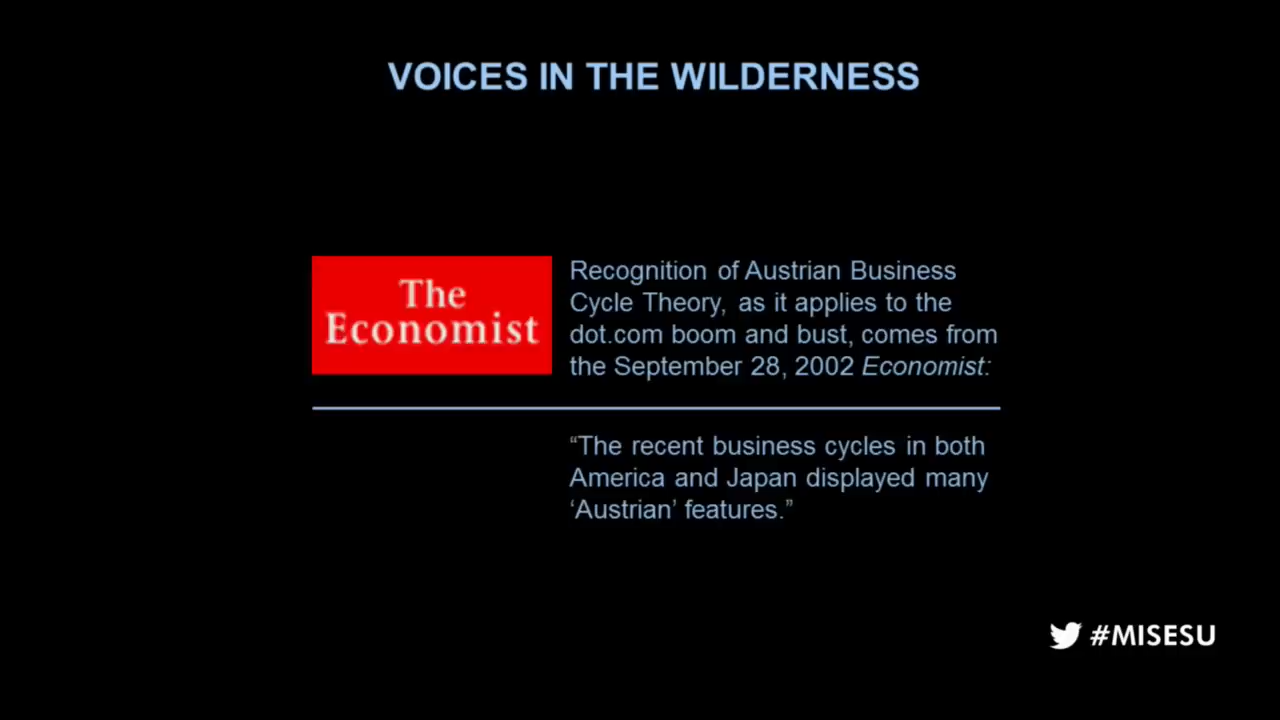 VOICES IN THE WILDERNESS
The
Economist
Recognition of Austrian Business
Cycle Theory, as it applies to the
dot.com boom and bust, comes from
the September 28, 2002 Economist:
“The recent business cycles in both
America and Japan displayed many
‘Austrian’ features.”
#MISESU